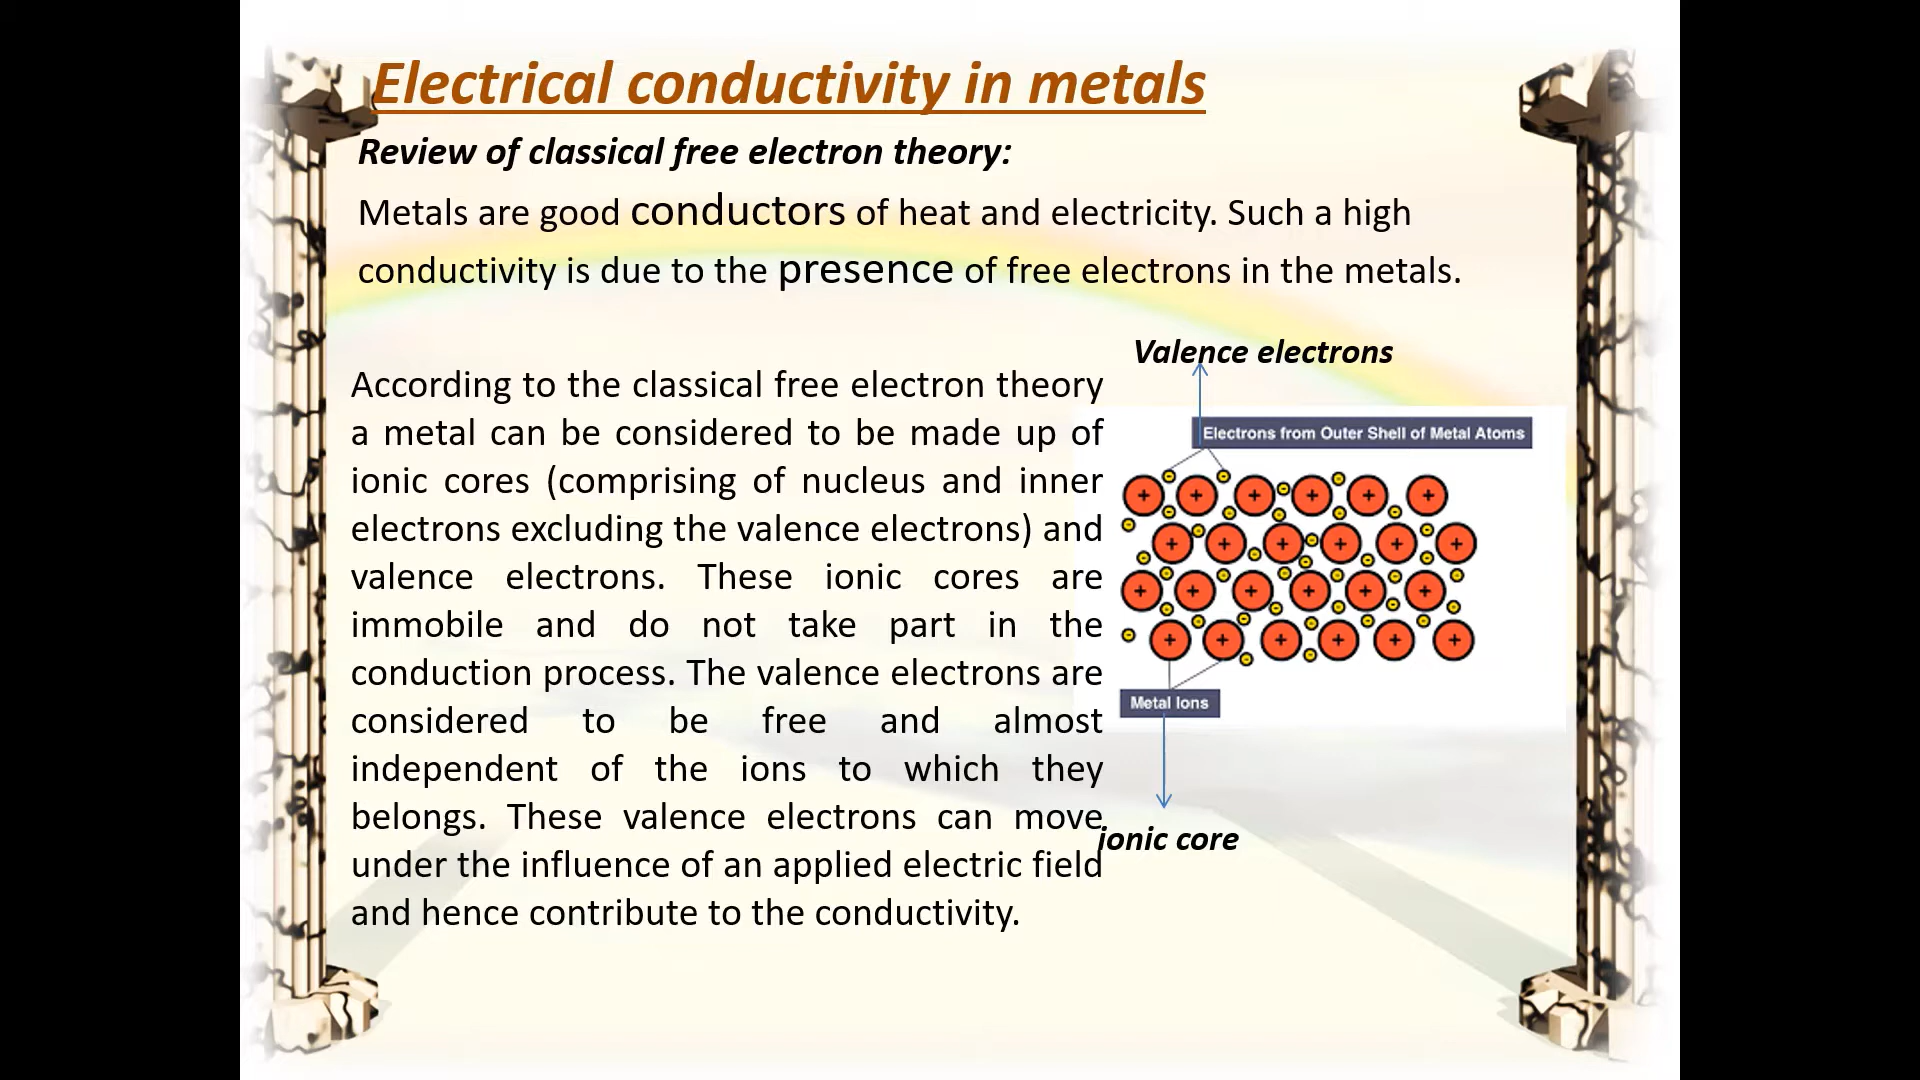 Electrical conductivity in metals
Review of classical free electron theory:
Metals are good conductors of heat and electricity. Such a high
conductivity is due to the presence of free electrons in the metals.
According to the classical free electron theory
a metal can be considered to be made up of
ionic cores (comprising of nucleus and inner
electrons excluding the valence electrons) and
valence electrons. These ionic cores are
immobile and do not take part in the
conduction process. The valence electrons are
considered to be free and almost
independent of the ions to which they
belongs. These valence electrons can move
under the influence of an applied electric field
and hence contribute to the conductivity.
Valence electrons
Electrons from Outer Shell of Metal Atoms
+ + + + + +
+ + + + + +
+ + + + + +
+ + + + + +
Metal Ions
ionic core